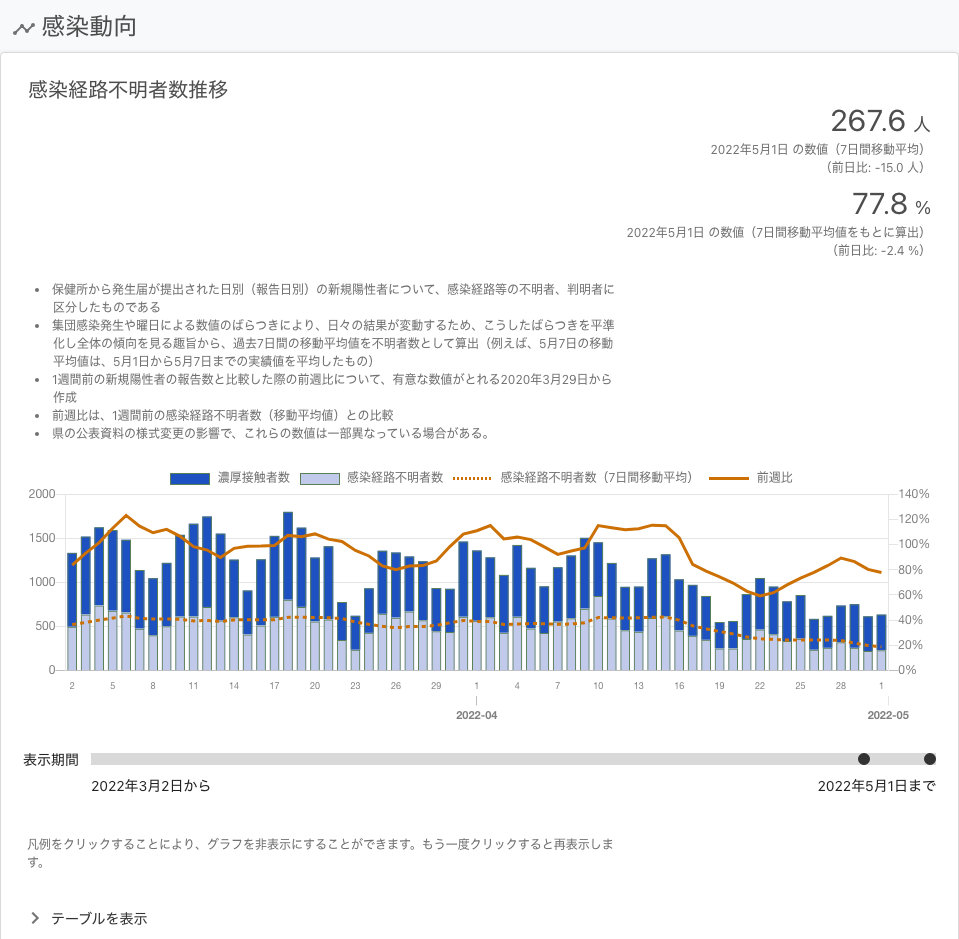 感染動向
感染経路不明者数推移
267.6 人
2022年5月1日 の数値（7日間移動平均）
（前日比: -15.0 人）
77.8 %
2022年5月1日 の数値（7日間移動平均値をもとに算出）
（前日比: -2.4 %）
• 保健所から発生届が提出された日別（報告日別）の新規陽性者について、感染経路等の不明者、判明者に
区分したものである
• 集団感染発生や曜日による数値のばらつきにより、日々の結果が変動するため、こうしたばらつきを平準
化し全体の傾向を見る趣旨から、過去7日間の移動平均値を不明者数として算出（例えば、5月7日の移動
平均値は、5月1日から5月7日までの実績値を平均したもの）
• 1週間前の新規陽性者の報告数と比較した際の前週比について、有意な数値がとれる2020年3月29日から
作成
• 前週比は、1週間前の感染経路不明者数（移動平均値）との比較
• 県の公表資料の様式変更の影響で、これらの数値は一部異なっている場合がある。
濃厚接触者数 感染経路不明者数 感染経路不明者数（7日間移動平均） 前週比
2000 140%
120%
1500
100%
1000 80%
60%
500 40%
20%
0 0%
2 5 8 11 14 17 20 23 26 29 1 4 7 10 13 16 19 22 25 28 1
2022-04 2022-05
表示期間
2022年3月2日から 2022年5月1日まで
凡例をクリックすることにより、グラフを非表示にすることができます。もう一度クリックすると再表示しま
す。
テーブルを表示